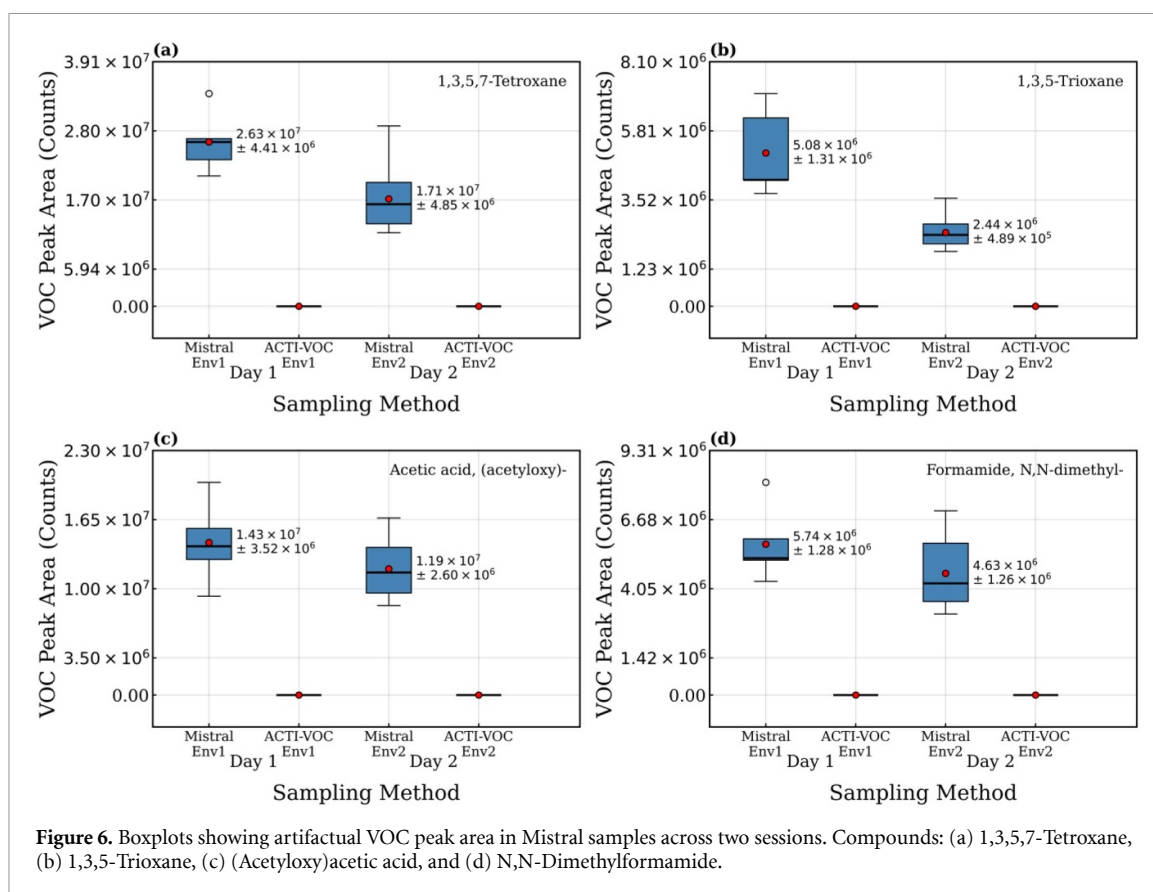 (a)
3.91 × 10⁷
2.80 × 10⁷
1.70 × 10⁷
5.94 × 10⁶
0.00
VOC Peak Area (Counts)
1,3,5,7-Tetroxane
2.63 × 10⁷
± 4.41 × 10⁶
1.71 × 10⁷
± 4.85 × 10⁶
Mistral ACTI-VOC Mistral ACTI-VOC
Env1 Env1 Env2 Env2
Day 1 Day 2
Sampling Method
(b)
8.10 × 10⁶
5.81 × 10⁶
3.52 × 10⁶
1.23 × 10⁶
0.00
VOC Peak Area (Counts)
1,3,5-Trioxane
5.08 × 10⁶
± 1.31 × 10⁶
2.44 × 10⁶
± 4.89 × 10⁵
Mistral ACTI-VOC Mistral ACTI-VOC
Env1 Env1 Env2 Env2
Day 1 Day 2
Sampling Method
(c)
2.30 × 10⁷
1.65 × 10⁷
1.00 × 10⁷
3.50 × 10⁶
0.00
VOC Peak Area (Counts)
Acetic acid, (acetyloxy)-
1.43 × 10⁷
± 3.52 × 10⁶
1.19 × 10⁷
± 2.60 × 10⁶
Mistral ACTI-VOC Mistral ACTI-VOC
Env1 Env1 Env2 Env2
Day 1 Day 2
Sampling Method
(d)
9.31 × 10⁶
6.68 × 10⁶
4.05 × 10⁶
1.42 × 10⁶
0.00
VOC Peak Area (Counts)
Formamide, N,N-dimethyl-
5.74 × 10⁶
± 1.28 × 10⁶
4.63 × 10⁶
± 1.26 × 10⁶
Mistral ACTI-VOC Mistral ACTI-VOC
Env1 Env1 Env2 Env2
Day 1 Day 2
Sampling Method
Figure 6. Boxplots showing artifactual VOC peak area in Mistral samples across two sessions. Compounds: (a) 1,3,5,7-Tetroxane,
(b) 1,3,5-Trioxane, (c) (Acetyloxy)acetic acid, and (d) N,N-Dimethylformamide.